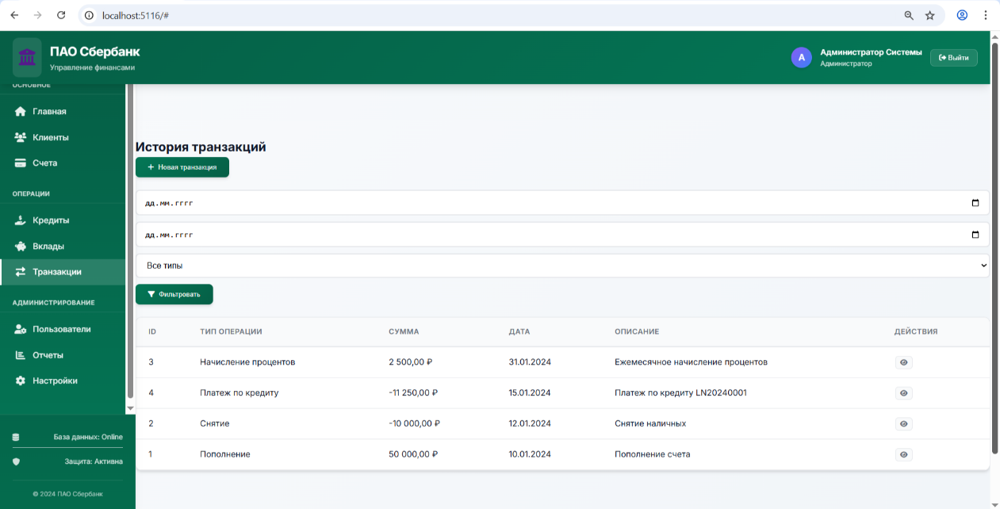 localhost:5116/#
ПАО Сбербанк
Управление финансами
А
Администратор Системы
Администратор
Выйти
ОСНОВНОЕ
Главная
Клиенты
Счета
ОПЕРАЦИИ
Кредиты
Вклады
Транзакции
АДМИНИСТРИРОВАНИЕ
Пользователи
Отчеты
Настройки
База данных: Online
Защита: Активна
© 2024 ПАО Сбербанк
История транзакций
+ Новая транзакция
дд.мм.гггг
дд.мм.гггг
Все типы
Фильтровать
ID ТИП ОПЕРАЦИИ СУММА ДАТА ОПИСАНИЕ ДЕЙСТВИЯ
3 Начисление процентов 2 500,00 ₽ 31.01.2024 Ежемесячное начисление процентов
4 Платеж по кредиту -11 250,00 ₽ 15.01.2024 Платеж по кредиту LN20240001
2 Снятие -10 000,00 ₽ 12.01.2024 Снятие наличных
1 Пополнение 50 000,00 ₽ 10.01.2024 Пополнение счета